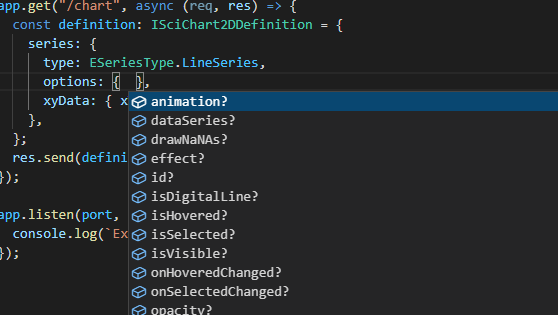 app.get("/chart", async (req, res) => {
const definition: ISciChart2DDefinition = {
series: {
type: ESeriesType.LineSeries,
options: { },
xyData: { x
},
};
res.send(defini
});
app.listen(port,
console.log(`Ex
});
animation?
dataSeries?
drawNaNAs?
effect?
id?
isDigitalLine?
isHovered?
isSelected?
isVisible?
onHoveredChanged?
onSelectedChanged?
opacity?